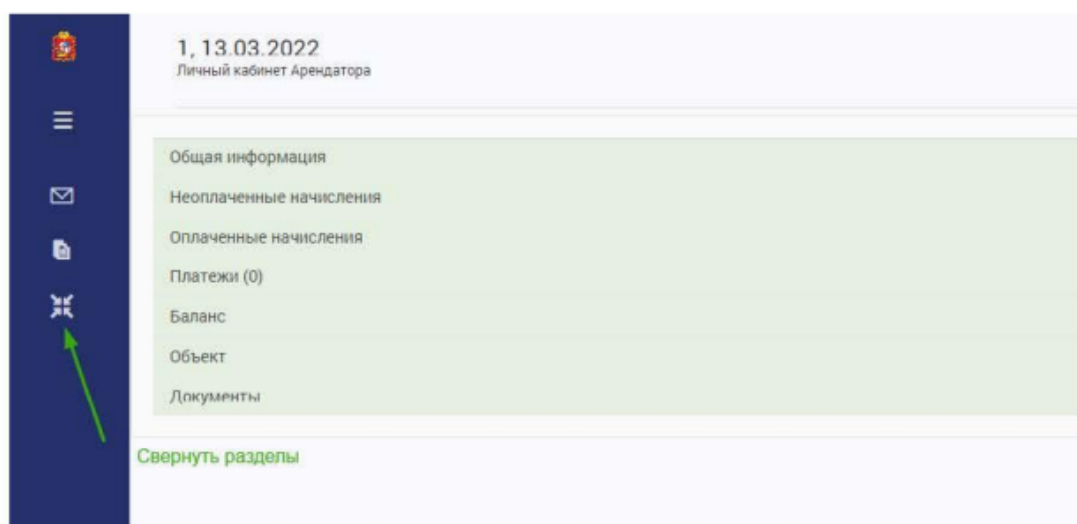 1, 13.03.2022
Личный кабинет Арендатора
Общая информация
Неоплаченные начисления
Оплаченные начисления
Платежи (0)
Баланс
Объект
Документы
Свернуть разделы